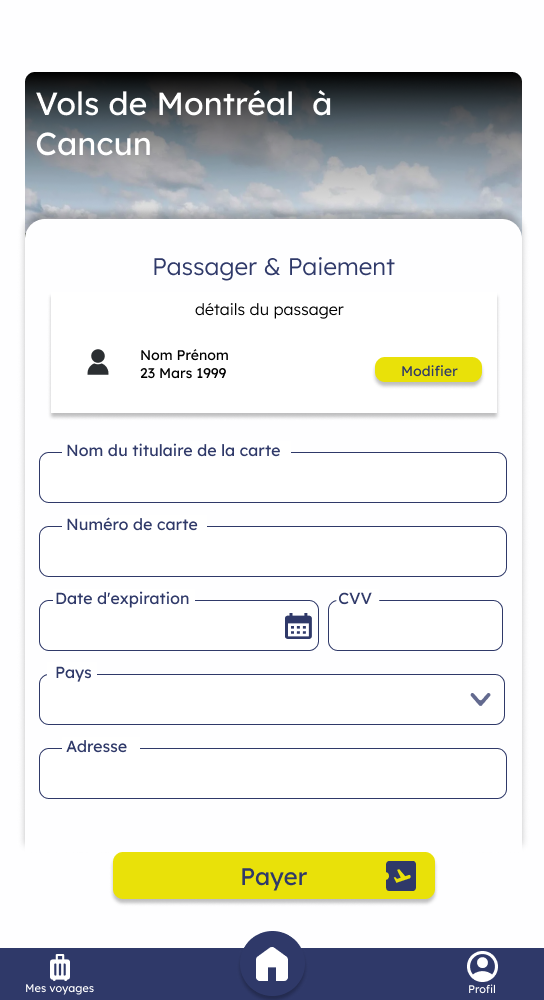 Vols de Montréal à
Cancun
Passager & Paiement
détails du passager
Nom Prénom
23 Mars 1999
Modifier
Nom du titulaire de la carte
Numéro de carte
Date d'expiration
CVV
Pays
Adresse
Payer
Mes voyages
Profil